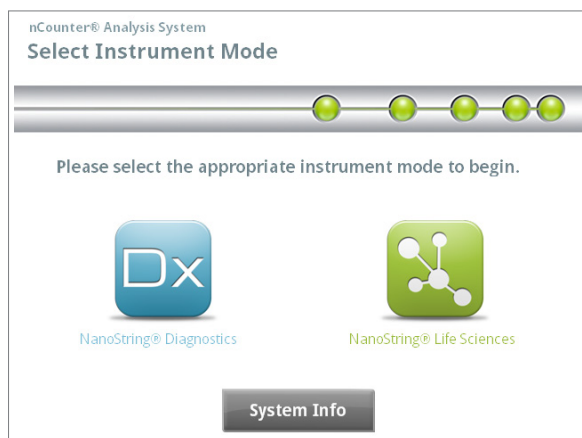 nCounter® Analysis System
Select Instrument Mode
Please select the appropriate instrument mode to begin.
Dx
NanoString® Diagnostics
NanoString® Life Sciences
System Info